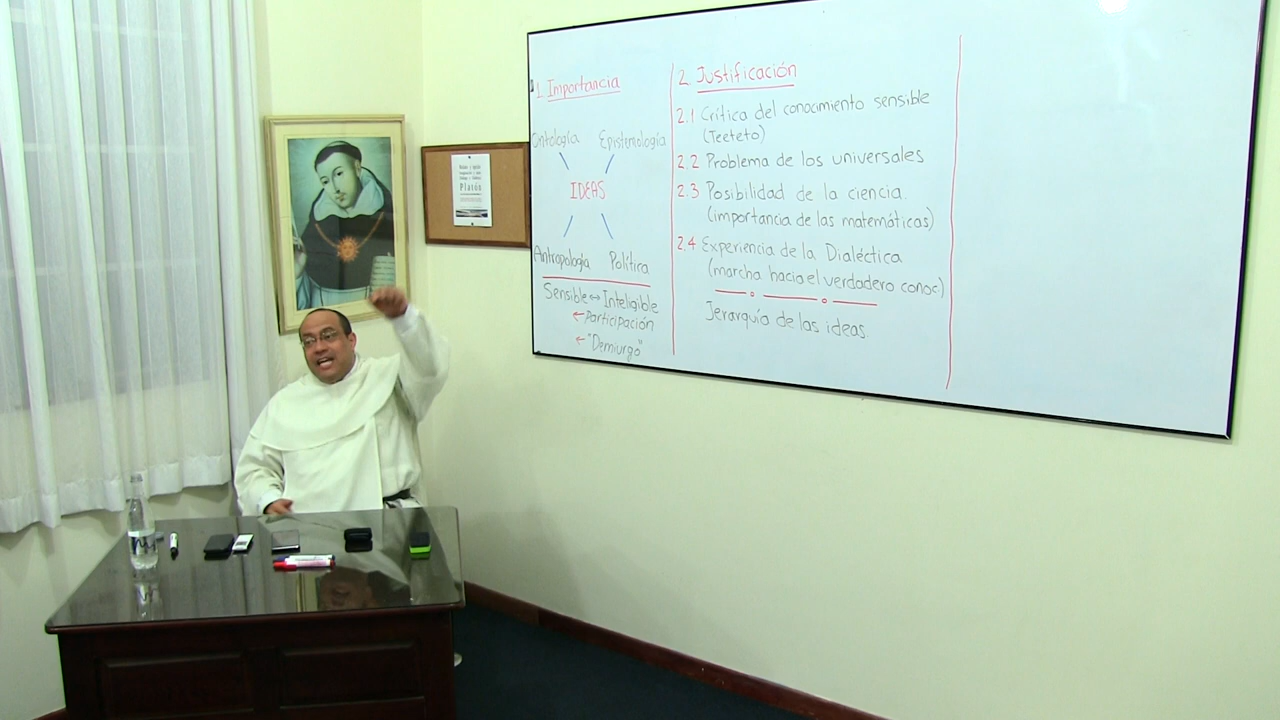 Platón
1. Importancia
Ontología Epistemología
IDEAS
Antropología Política
Sensible ↔ Inteligible
← Participación
← "Demiurgo"
2. Justificación
2.1 Crítica del conocimiento sensible
(Teeteto)
2.2 Problema de los universales
2.3 Posibilidad de la ciencia.
(importancia de las matemáticas)
2.4 Experiencia de la Dialéctica
(marcha hacia el verdadero conoc)
Jerarquía de las ideas.